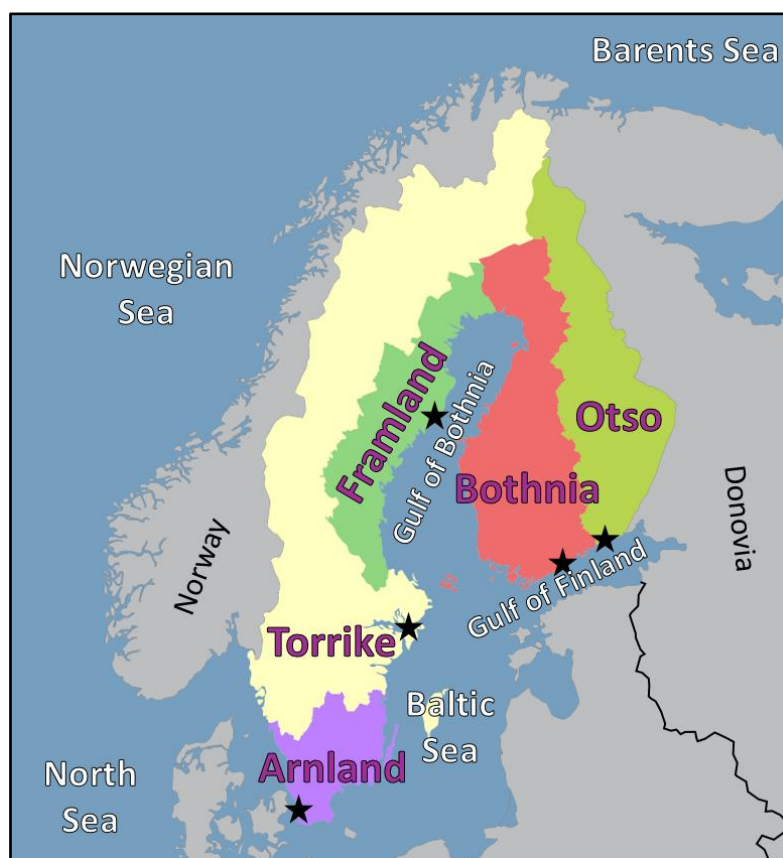 Barents Sea
Norwegian
Sea
Framland
Gulf of Bothnia
Otso
Bothnia
Donovia
Norway
Gulf of Finland
Torrike
Baltic
Sea
Arnland
North
Sea